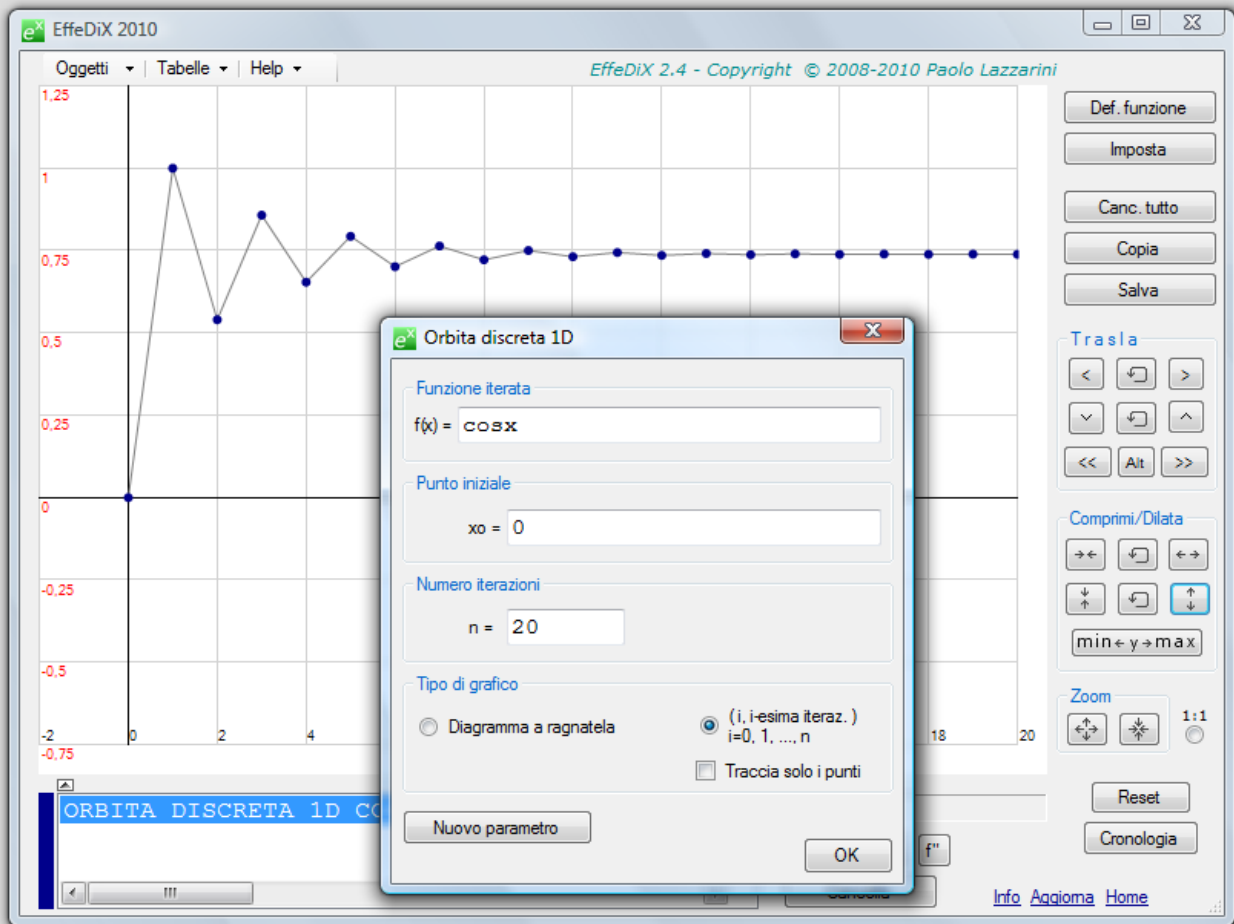 EffeDiX 2010
Oggetti
Tabelle
Help
EffeDiX 2.4 - Copyright © 2008-2010 Paolo Lazzarini
1,25
1
0,75
0,5
0,25
0
-0,25
-0,5
-0,75
-2
0
2
4
18
20
Orbita discreta 1D
Funzione iterata
f(x) = cosx
Punto iniziale
xo = 0
Numero iterazioni
n = 20
Tipo di grafico
Diagramma a ragnatela
( i, i-esima iteraz. )
i=0, 1, ..., n
Traccia solo i punti
Nuovo parametro
OK
ORBITA DISCRETA 1D
f"
Def. funzione
Imposta
Canc. tutto
Copia
Salva
Trasla
<
>
<< Alt >>
Comprimi/Dilata
min← y →max
Zoom
1:1
Reset
Cronologia
Info Aggiorna Home